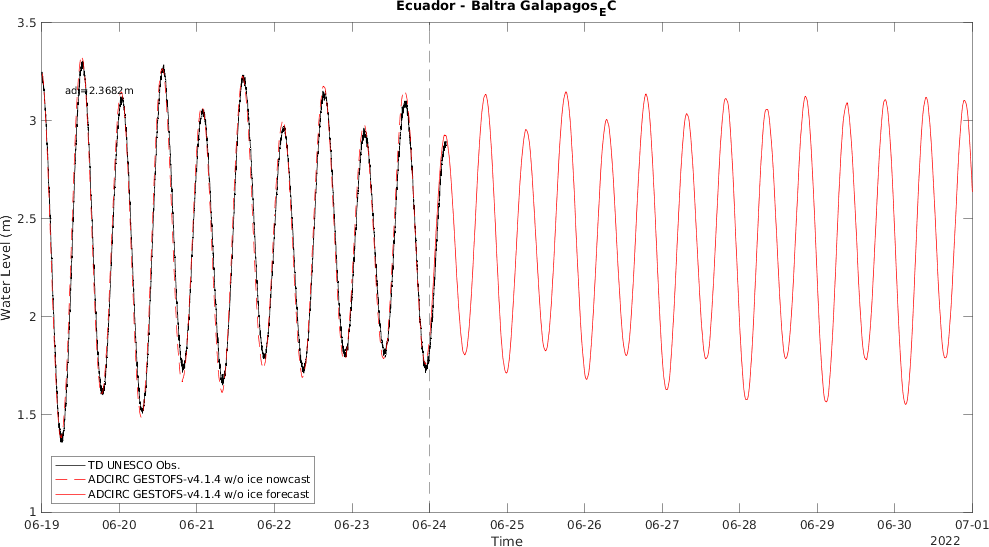 Ecuador - Baltra Galapagos_EC
3.5
adj=2.3682m
3
2.5
Water Level (m)
2
1.5
TD UNESCO Obs.
ADCIRC GESTOFS-v4.1.4 w/o ice nowcast
ADCIRC GESTOFS-v4.1.4 w/o ice forecast
1
06-19 06-20 06-21 06-22 06-23 06-24 06-25 06-26 06-27 06-28 06-29 06-30 07-01
Time
2022